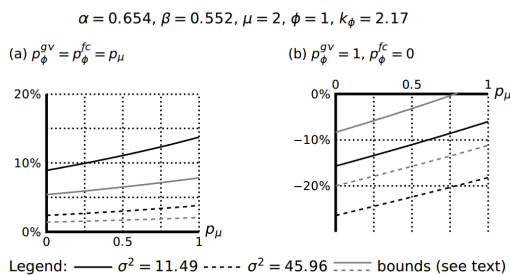 α = 0.654, β = 0.552, μ = 2, ϕ = 1, k_ϕ = 2.17
(a) p_ϕ^{gv} = p_ϕ^{fc} = p_μ
(b) p_ϕ^{gv} = 1, p_ϕ^{fc} = 0
20%
10%
0%
0 0.5 1 p_μ
0 0.5 1
0% p_μ
−10%
−20%
Legend: σ² = 11.49 σ² = 45.96 bounds (see text)